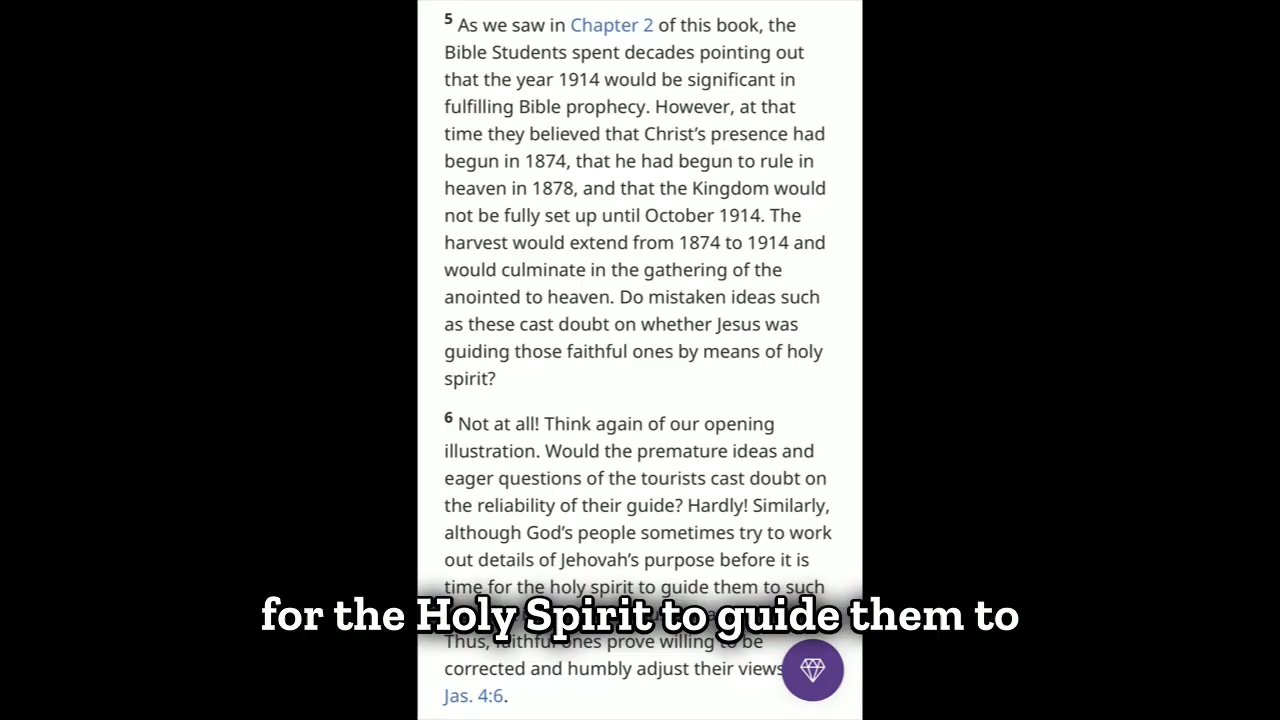 5 As we saw in Chapter 2 of this book, the
Bible Students spent decades pointing out
that the year 1914 would be significant in
fulfilling Bible prophecy. However, at that
time they believed that Christ’s presence had
begun in 1874, that he had begun to rule in
heaven in 1878, and that the Kingdom would
not be fully set up until October 1914. The
harvest would extend from 1874 to 1914 and
would culminate in the gathering of the
anointed to heaven. Do mistaken ideas such
as these cast doubt on whether Jesus was
guiding those faithful ones by means of holy
spirit?
6 Not at all! Think again of our opening
illustration. Would the premature ideas and
eager questions of the tourists cast doubt on
the reliability of their guide? Hardly! Similarly,
although God’s people sometimes try to work
out details of Jehovah’s purpose before it is
time for the holy spirit to guide them to such
for the Holy Spirit to guide them to
Thus, faithful ones prove willing to be
corrected and humbly adjust their views
Jas. 4:6.